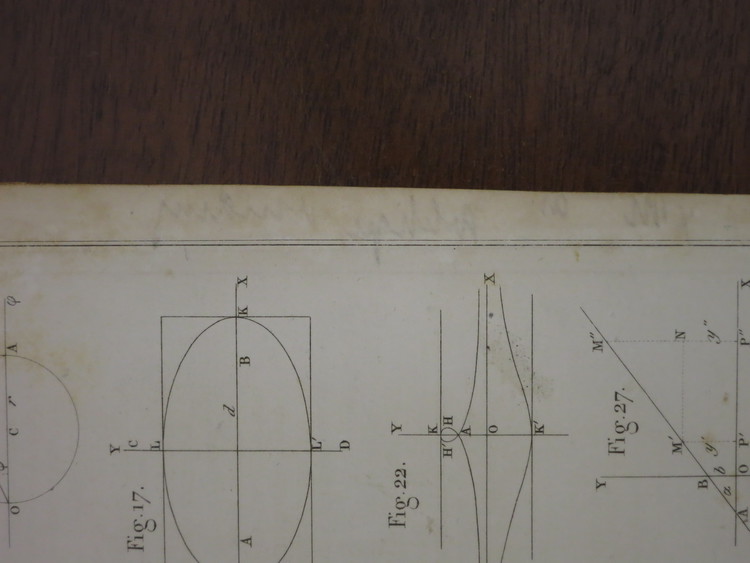 φ
A
r
C
O
X
K
B
d
Y
C
L
L'
D
A
Fig. 17.
X
Y
K
H
H'
A
O
K'
Fig. 22.
X
M"
N
y"
P"
Fig. 27.
M'
y'
P'
Y
B
b
a
O
A